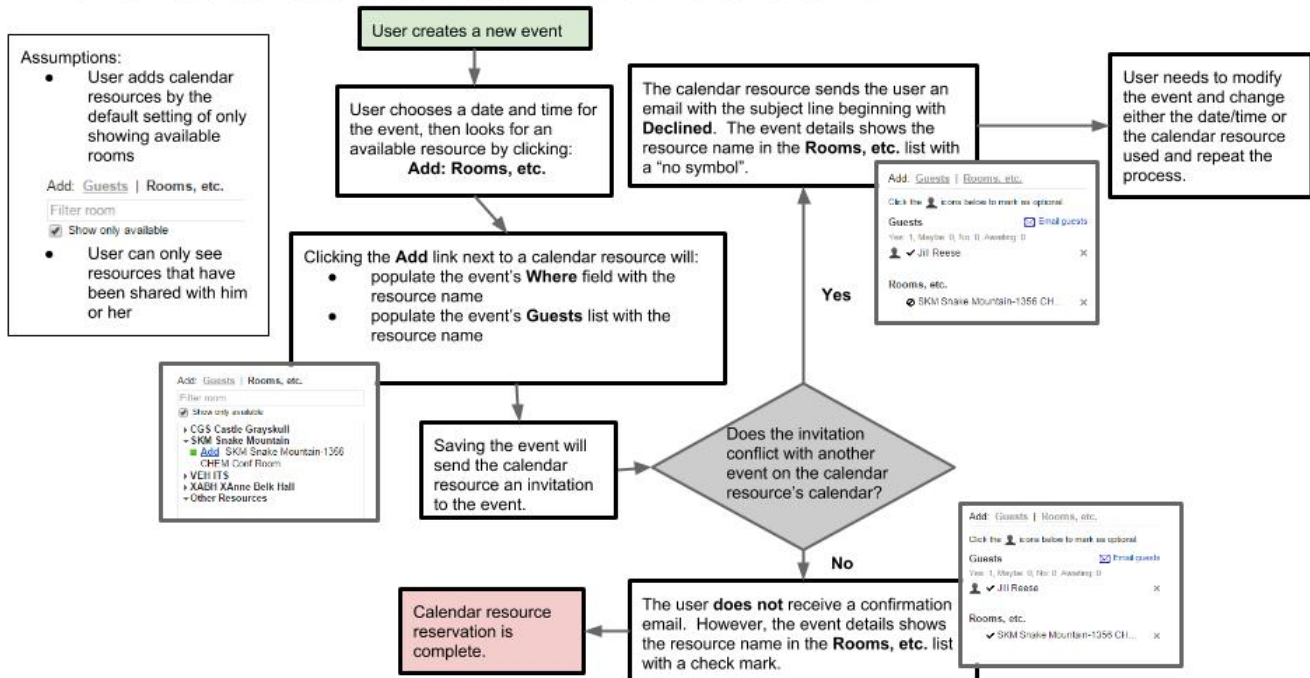 User creates a new event
Assumptions:
● User adds calendar
resources by the
default setting of only
showing available
rooms
Add: Guests | Rooms, etc.
Filter room
Show only available
● User can only see
resources that have
been shared with him
or her
User chooses a date and time for
the event, then looks for an
available resource by clicking:
Add: Rooms, etc.
Clicking the Add link next to a calendar resource will:
● populate the event's Where field with the
resource name
● populate the event's Guests list with the
resource name
Add: Guests | Rooms, etc.
Filter room
Show only available
CGS Castle Grayskull
SKM Snake Mountain
Add SKM Snake Mountain-1356
CHEM Conf Room
VEH ITS
XABH XAnne Belk Hall
Other Resources
Saving the event will
send the calendar
resource an invitation
to the event.
Does the invitation
conflict with another
event on the calendar
resource's calendar?
Yes
The calendar resource sends the user an
email with the subject line beginning with
Declined. The event details shows the
resource name in the Rooms, etc. list with
a “no symbol”.
Add: Guests | Rooms, etc.
Click the icons below to mark as optional.
Guests Email guests
Yes: 1, Maybe: 0, No: 0, Awaiting: 0
✔ Jill Reese ×
Rooms, etc.
SKM Snake Mountain-1356 CH... ×
User needs to modify
the event and change
either the date/time or
the calendar resource
used and repeat the
process.
No
The user does not receive a confirmation
email. However, the event details shows
the resource name in the Rooms, etc. list
with a check mark.
Add: Guests | Rooms, etc.
Click the icons below to mark as optional.
Guests Email guests
Yes: 1, Maybe: 0, No: 0, Awaiting: 0
✔ Jill Reese ×
Rooms, etc.
✔ SKM Snake Mountain-1356 CH... ×
Calendar resource
reservation is
complete.